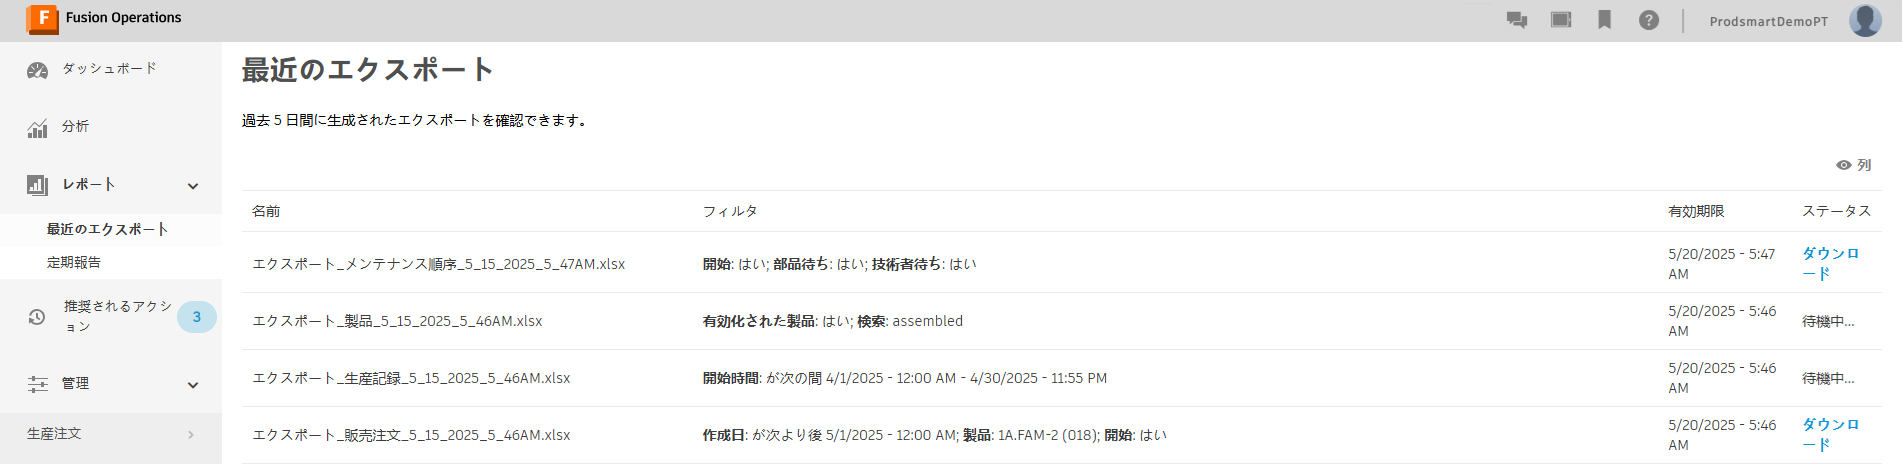 Fusion Operations
ProdsmartDemoPT
ダッシュボード
分析
レポート
最近のエクスポート
定期報告
推奨されるアクシ
ョン
3
管理
生産注文
最近のエクスポート
過去 5 日間に生成されたエクスポートを確認できます。
列
名前 フィルタ 有効期限 ステータス
エクスポート_メンテナンス順序_5_15_2025_5_47AM.xlsx 開始: はい; 部品待ち: はい; 技術者待ち: はい 5/20/2025 - 5:47 ダウンロ
AM ード
エクスポート_製品_5_15_2025_5_46AM.xlsx 有効化された製品: はい; 検索: assembled 5/20/2025 - 5:46 待機中...
AM
エクスポート_生産記録_5_15_2025_5_46AM.xlsx 開始時間: が次の間 4/1/2025 - 12:00 AM - 4/30/2025 - 11:55 PM 5/20/2025 - 5:46 待機中...
AM
エクスポート_販売注文_5_15_2025_5_46AM.xlsx 作成日: が次より後 5/1/2025 - 12:00 AM; 製品: 1A.FAM-2 (018); 開始: はい 5/20/2025 - 5:46 ダウンロ
AM ード